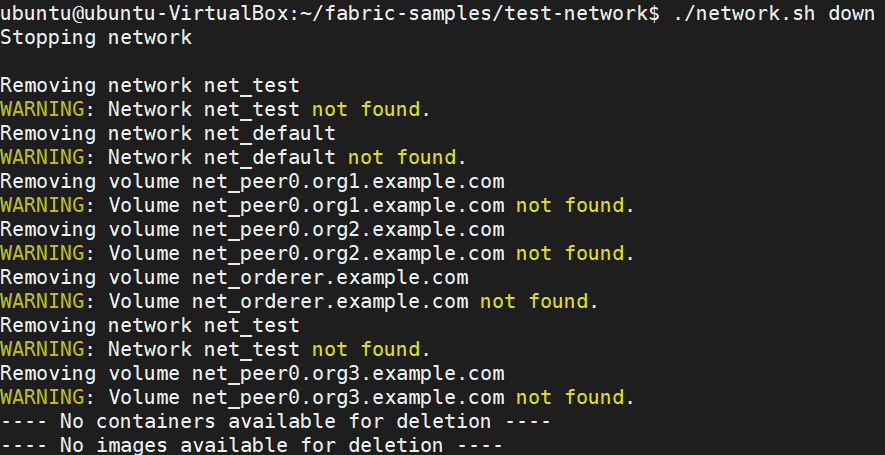 ubuntu@ubuntu-VirtualBox:~/fabric-samples/test-network$ ./network.sh down
Stopping network
Removing network net_test
WARNING: Network net_test not found.
Removing network net_default
WARNING: Network net_default not found.
Removing volume net_peer0.org1.example.com
WARNING: Volume net_peer0.org1.example.com not found.
Removing volume net_peer0.org2.example.com
WARNING: Volume net_peer0.org2.example.com not found.
Removing volume net_orderer.example.com
WARNING: Volume net_orderer.example.com not found.
Removing network net_test
WARNING: Network net_test not found.
Removing volume net_peer0.org3.example.com
WARNING: Volume net_peer0.org3.example.com not found.
---- No containers available for deletion ----
---- No images available for deletion ----